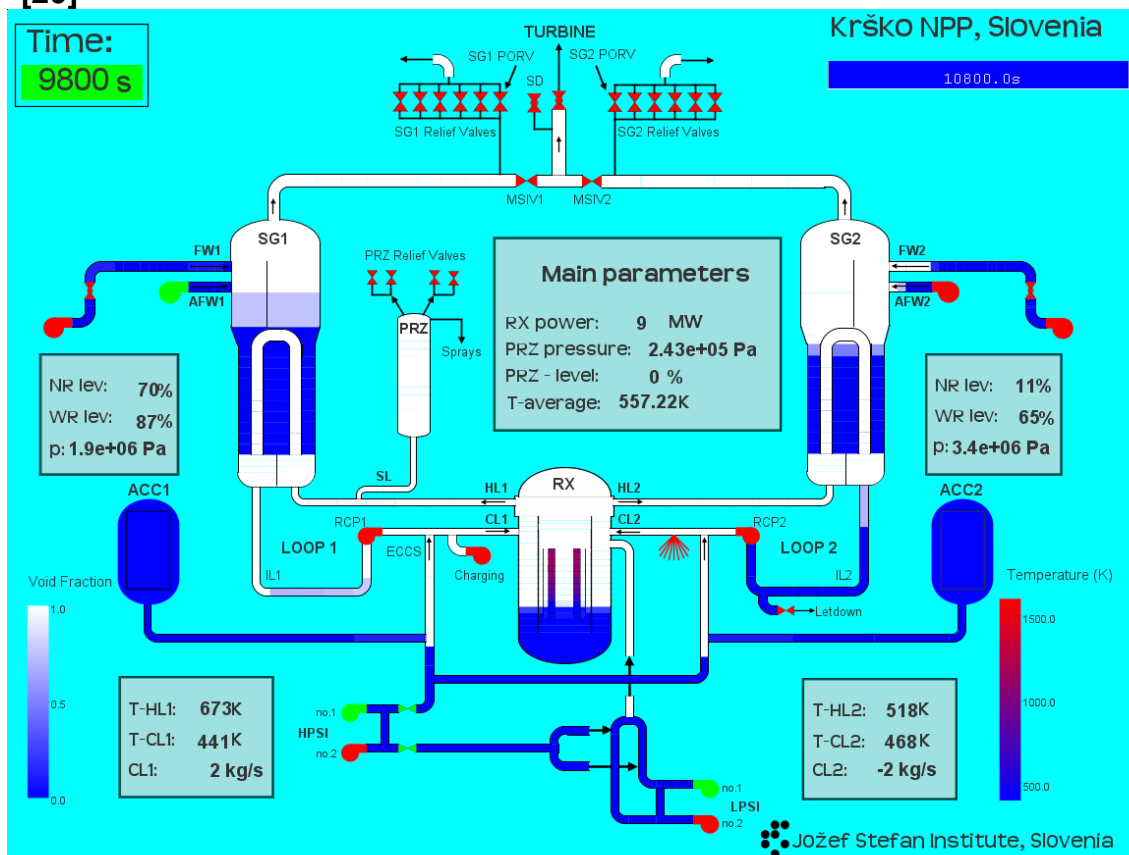 [20]
Time:
9800 s
TURBINE
SG1 PORV
SG2 PORV
SD
Krško NPP, Slovenia
10800.0s
SG1 Relief Valves
SG2 Relief Valves
MSIV1
MSIV2
SG1
SG2
FW1
FW2
AFW1
AFW2
PRZ Relief Valves
PRZ
Sprays
Main parameters
RX power: 9 MW
PRZ pressure: 2.43e+05 Pa
PRZ - level: 0 %
T-average: 557.22K
NR lev: 70%
WR lev: 87%
p: 1.9e+06 Pa
NR lev: 11%
WR lev: 65%
p: 3.4e+06 Pa
SL
HL1
RX
HL2
ACC1
ACC2
CL1
CL2
RCP1
RCP2
LOOP 1
ECCS
LOOP 2
IL1
Charging
IL2
Letdown
Void Fraction
1.0
0.5
0.0
Temperature (K)
1500.0
1000.0
500.0
T-HL1: 673K
T-CL1: 441K
CL1: 2 kg/s
T-HL2: 518K
T-CL2: 468K
CL2: -2 kg/s
no.1
HPSI
no.2
no.1
LPSI
no.2
Jožef Stefan Institute, Slovenia